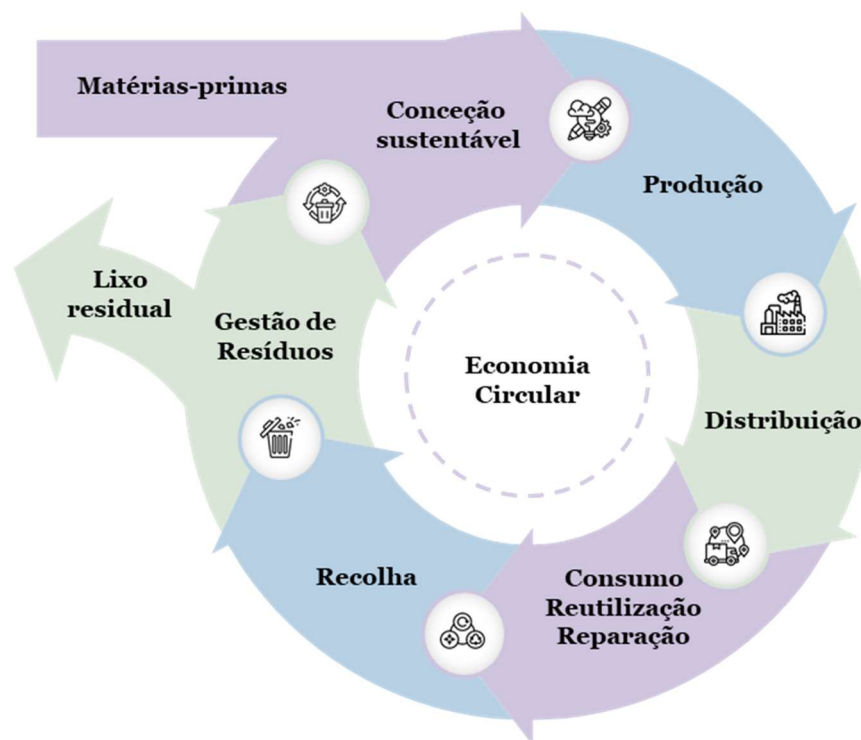 Matérias-primas
Conceção
sustentável
Produção
Distribuição
Consumo
Reutilização
Reparação
Recolha
Gestão de
Resíduos
Lixo
residual
Economia
Circular